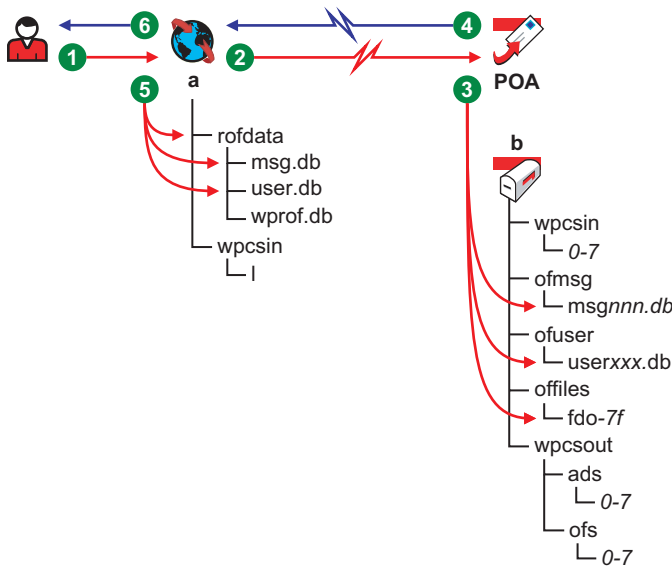 6
4
1
2
a
POA
5
3
rofdata
msg.db
user.db
wprof.db
wpcsin
l
b
wpcsin
0-7
ofmsg
msgnnn.db
ofuser
userxxx.db
offiles
fdo-7f
wpcsout
ads
0-7
ofs
0-7